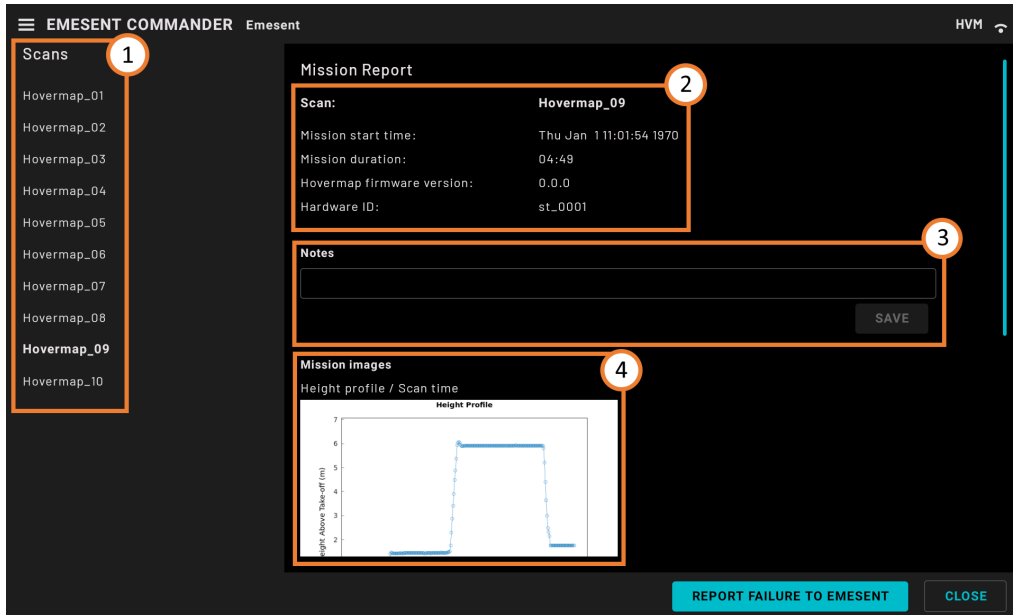 EMESENT COMMANDER Emesent HVM
Scans
1
Hovermap_01
Hovermap_02
Hovermap_03
Hovermap_04
Hovermap_05
Hovermap_06
Hovermap_07
Hovermap_08
Hovermap_09
Hovermap_10
Mission Report
2
Scan: Hovermap_09
Mission start time: Thu Jan 1 11:01:54 1970
Mission duration: 04:49
Hovermap firmware version: 0.0.0
Hardware ID: st_0001
3
Notes
SAVE
Mission images
4
Height profile / Scan time
Height Profile
7
6
5
4
3
2
eight Above Take-off (m)
REPORT FAILURE TO EMESENT CLOSE